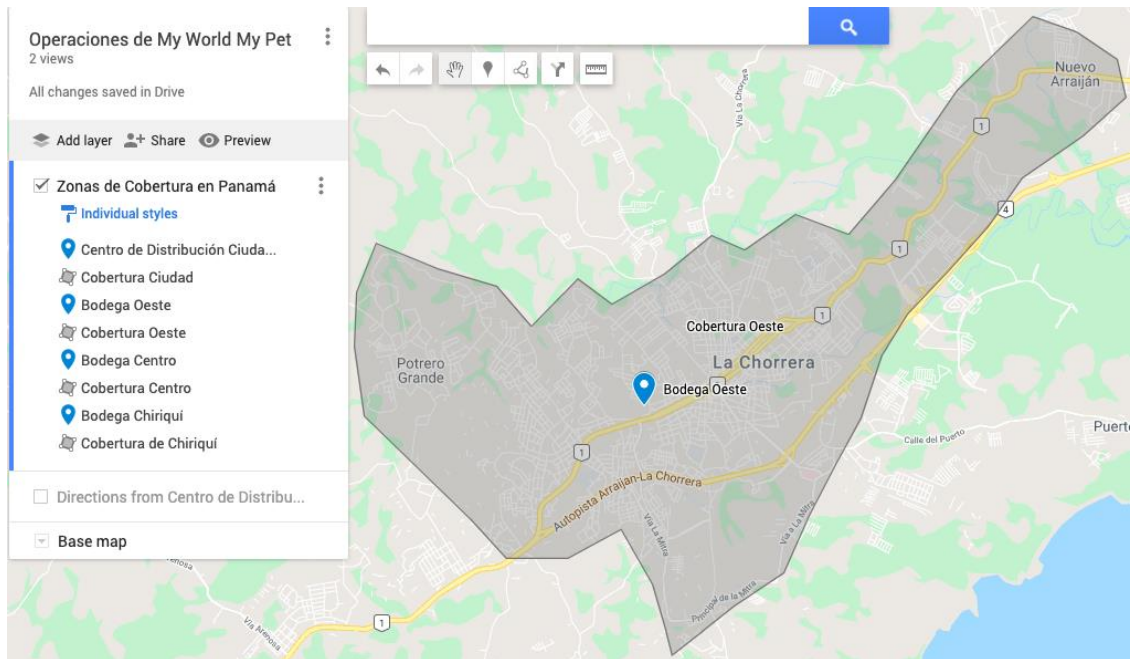 Operaciones de My World My Pet
2 views
All changes saved in Drive
Add layer
Share
Preview
Zonas de Cobertura en Panamá
Individual styles
Centro de Distribución Ciuda...
Cobertura Ciudad
Bodega Oeste
Cobertura Oeste
Bodega Centro
Cobertura Centro
Bodega Chiriquí
Cobertura de Chiriquí
Directions from Centro de Distribu...
Base map
Vía La Chorrera
Nuevo
Arraiján
1
4
1
1
Cobertura Oeste
Potrero
Grande
La Chorrera
Bodega Oeste
1
Calle del Puerto
Puerto
Autopista Arraiján-La Chorrera
Vía La Mitra
Vía a La Mitra
Principal de la Mitra
Vía Arenosa
1